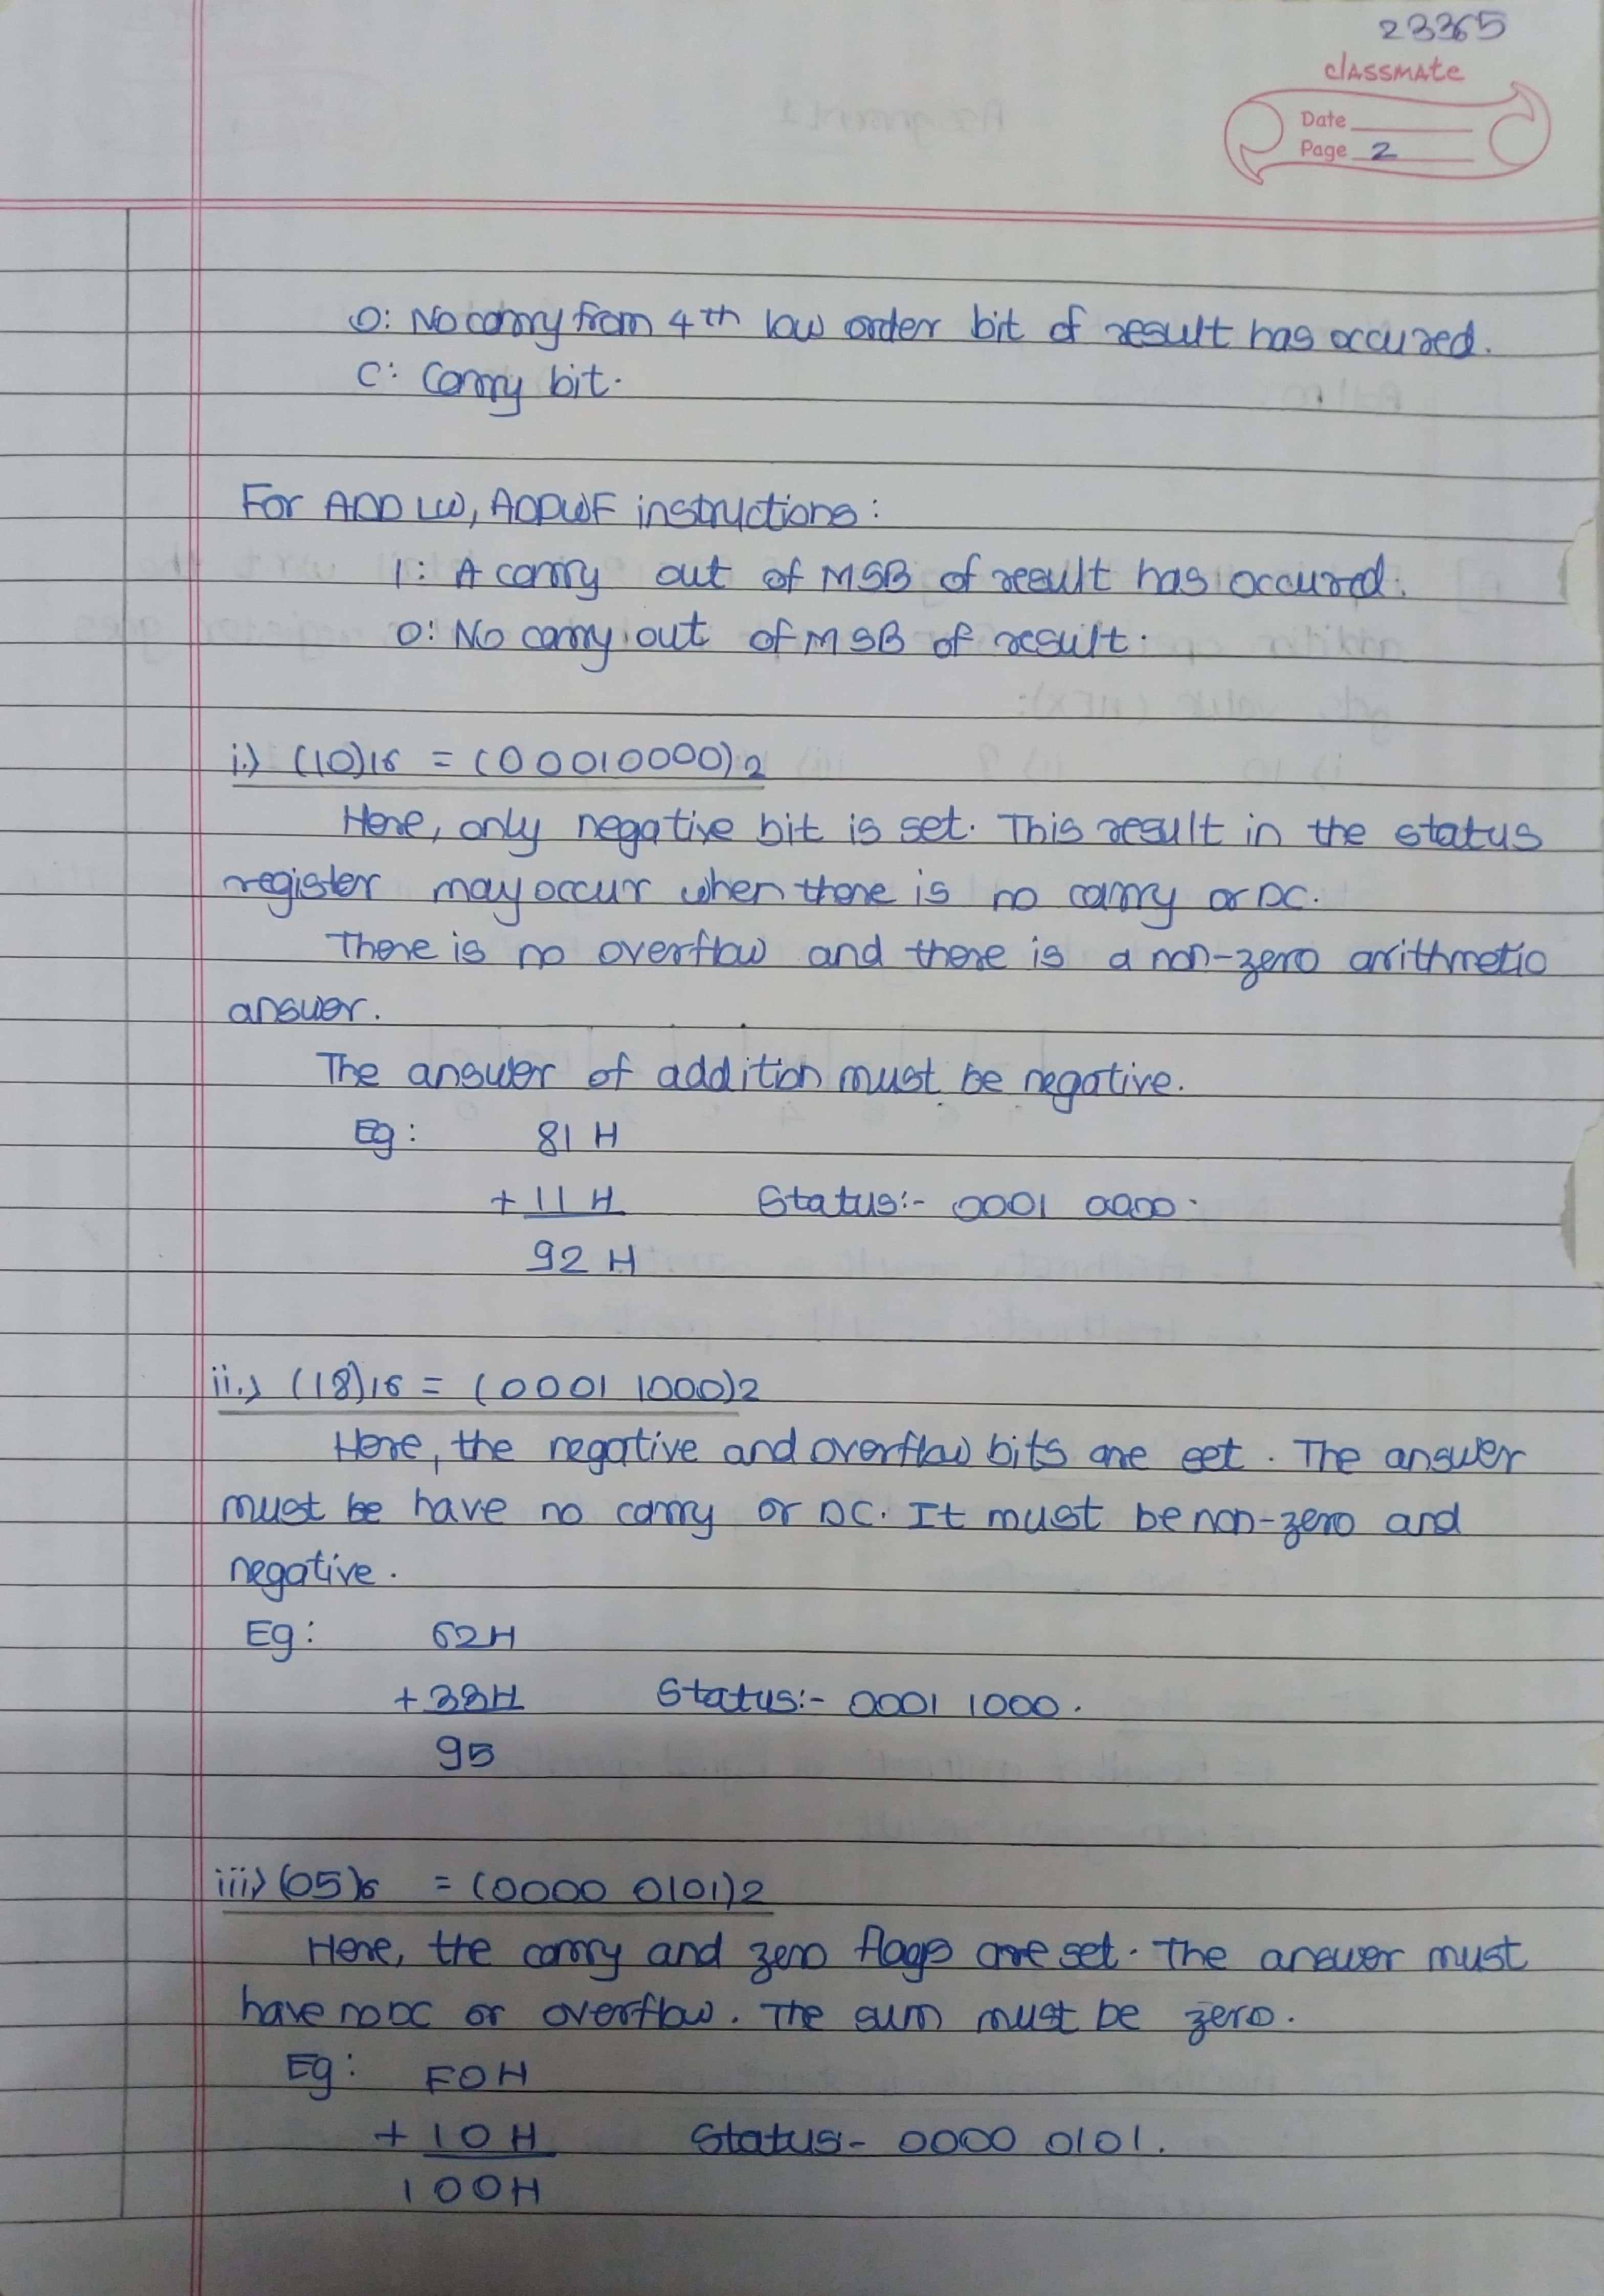 23365
classmate
Date
Page 2
0: No carry from 4th low order bit of result has occured.
C: Carry bit.
For ADD LW, ADDWF instructions:
1: A carry out of MSB of result has occured.
0: No carry out of MSB of result.
i.) (10)16 = (00010000)2
Here, only negative bit is set. This result in the status
register may occur when there is no carry or DC.
There is no overflow and there is a non-zero arithmetic
answer.
The answer of addition must be negative.
Eg: 81 H
+ 11 H Status:- 0001 0000.
92 H
ii.) (18)16 = (0001 1000)2
Here, the negative and overflow bits are set. The answer
must be have no carry or DC. It must be non-zero and
negative.
Eg: 62H
+ 33H Status:- 0001 1000.
95
iii) (05)16 = (0000 0101)2
Here, the carry and zero flags are set. The answer must
have no DC or overflow. The sum must be zero.
Eg: F0H
+ 10 H Status- 0000 0101.
100H